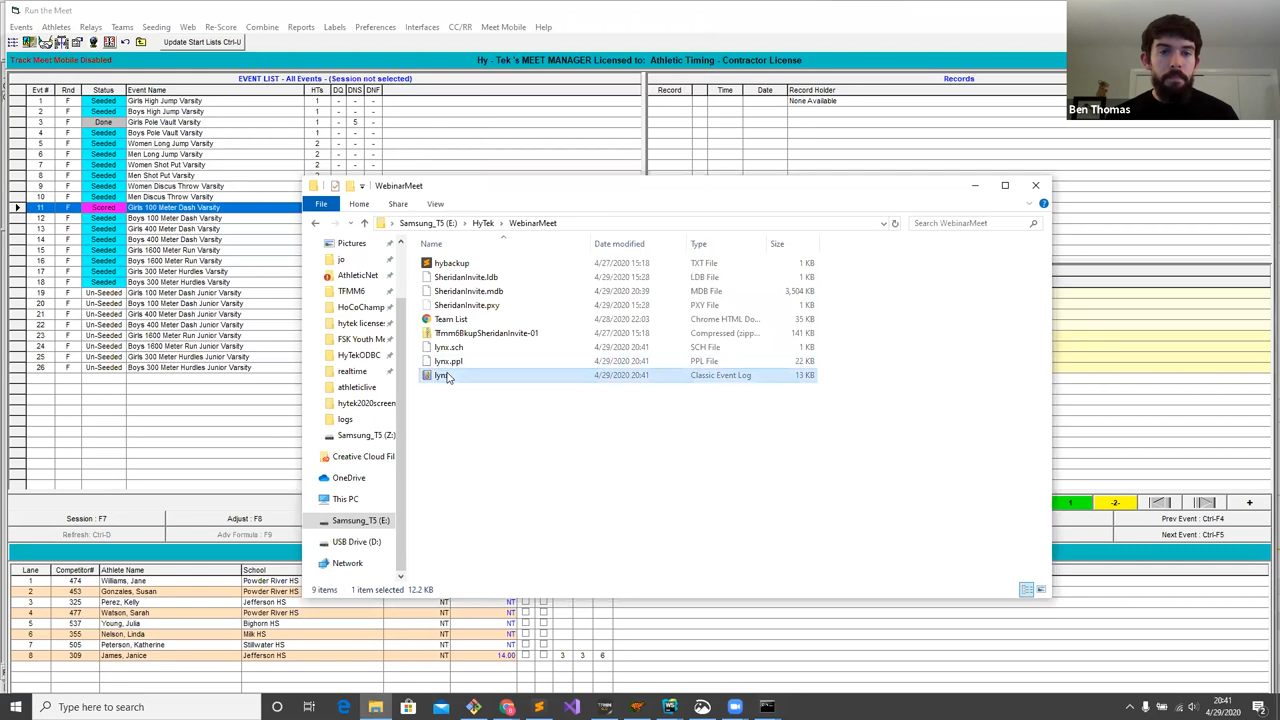 Run the Meet
Events Athletes Relays Teams Seeding Web Re-Score Combine Reports Labels Preferences Interfaces CC/RR Meet Mobile Help
Update Start Lists Ctrl-U
Track Meet Mobile Disabled Hy - Tek 's MEET MANAGER Licensed to: Athletic Timing - Contractor License
EVENT LIST - All Events - (Session not selected) Records
Evt # Rnd Status Event Name HTs DQ DNS DNF Record Time Date Record Holder
1 F Seeded Girls High Jump Varsity 1 - - - None Available
2 F Seeded Boys High Jump Varsity 1 - - -
3 F Done Girls Pole Vault Varsity 1 - 5 -
4 F Seeded Boys Pole Vault Varsity 1 - - -
5 F Seeded Women Long Jump Varsity 2 - - -
6 F Seeded Men Long Jump Varsity 2 - - -
7 F Seeded Women Shot Put Varsity 2 - - -
8 F Seeded Men Shot Put Varsity
9 F Seeded Women Discus Throw Varsity
10 F Seeded Men Discus Throw Varsity
11 F Scored Girls 100 Meter Dash Varsity
12 F Seeded Boys 100 Meter Dash Varsity
13 F Seeded Girls 400 Meter Dash Varsity
14 F Seeded Boys 400 Meter Dash Varsity
15 F Seeded Girls 1600 Meter Run Varsity
16 F Seeded Boys 1600 Meter Run Varsity
17 F Seeded Girls 300 Meter Hurdles Varsity
18 F Seeded Boys 300 Meter Hurdles Varsity
19 F Un-Seeded Girls 100 Meter Dash Junior Varsity
20 F Un-Seeded Boys 100 Meter Dash Junior Varsity
21 F Un-Seeded Girls 400 Meter Dash Junior Varsity
22 F Un-Seeded Boys 400 Meter Dash Junior Varsity
23 F Un-Seeded Girls 1600 Meter Run Junior Varsity
24 F Un-Seeded Boys 1600 Meter Run Junior Varsity
25 F Un-Seeded Girls 300 Meter Hurdles Junior Varsity
26 F Un-Seeded Boys 300 Meter Hurdles Junior Varsity
Ben Thomas
WebinarMeet
File Home Share View
Samsung_T5 (E:) HyTek WebinarMeet Search WebinarMeet
Name Date modified Type Size
hybackup 4/27/2020 15:18 TXT File 1 KB
SheridanInvite.ldb 4/29/2020 15:28 LDB File 1 KB
SheridanInvite.mdb 4/29/2020 20:39 MDB File 3,504 KB
SheridanInvite.pxy 4/29/2020 15:28 PXY File 1 KB
Team List 4/28/2020 22:03 Chrome HTML Do... 35 KB
Tfmm6BkupSheridanInvite-01 4/27/2020 15:18 Compressed (zipp... 141 KB
lynx.sch 4/29/2020 20:41 SCH File 1 KB
lynx.ppl 4/29/2020 20:41 PPL File 22 KB
lynx 4/29/2020 20:41 Classic Event Log 13 KB
Pictures
jo
AthleticNet
TFMM6
HoCoChamp
hytek license
FSK Youth Me
HyTekODBC
realtime
athleticlive
hytek2020screen
logs
Samsung_T5 (Z:)
Creative Cloud Fil
OneDrive
This PC
Samsung_T5 (E:)
USB Drive (D:)
Network
9 items 1 item selected 12.2 KB
1 -2- +
Session : F7 Adjust : F8 Prev Event : Ctrl-F4
Refresh: Ctrl-D Adv Formula : F9 Next Event : Ctrl-F5
Lane Competitor# Athlete Name School
1 474 Williams, Jane Powder River HS
2 453 Gonzales, Susan Powder River HS
3 325 Perez, Kelly Jefferson HS NT NT
4 477 Watson, Sarah Powder River HS NT NT
5 537 Young, Julia Bighorn HS NT NT
6 355 Nelson, Linda Milk HS NT NT
7 505 Peterson, Katherine Stillwater HS NT NT
8 309 James, Janice Jefferson HS NT 14.00 3 3 6
Type here to search
20:41
4/29/2020
2